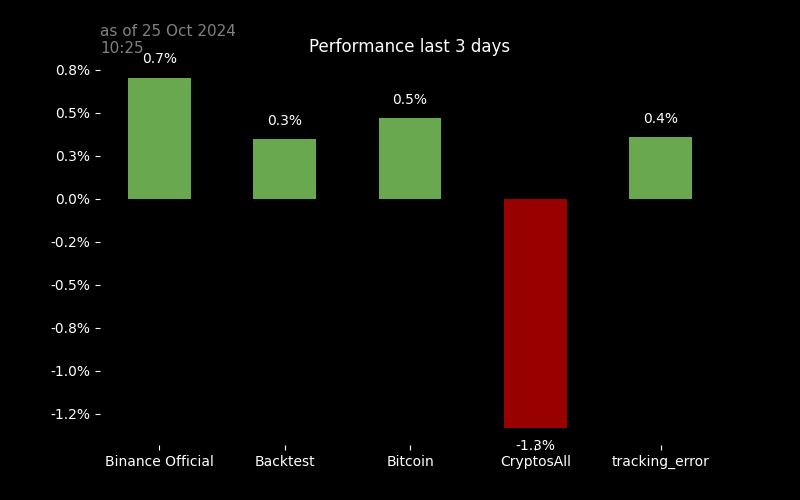 as of 25 Oct 2024
10:25
Performance last 3 days
0.7%
0.3%
0.5%
-1.3%
0.4%
0.8%
0.5%
0.3%
0.0%
-0.2%
-0.5%
-0.8%
-1.0%
-1.2%
Binance Official
Backtest
Bitcoin
CryptosAll
tracking_error